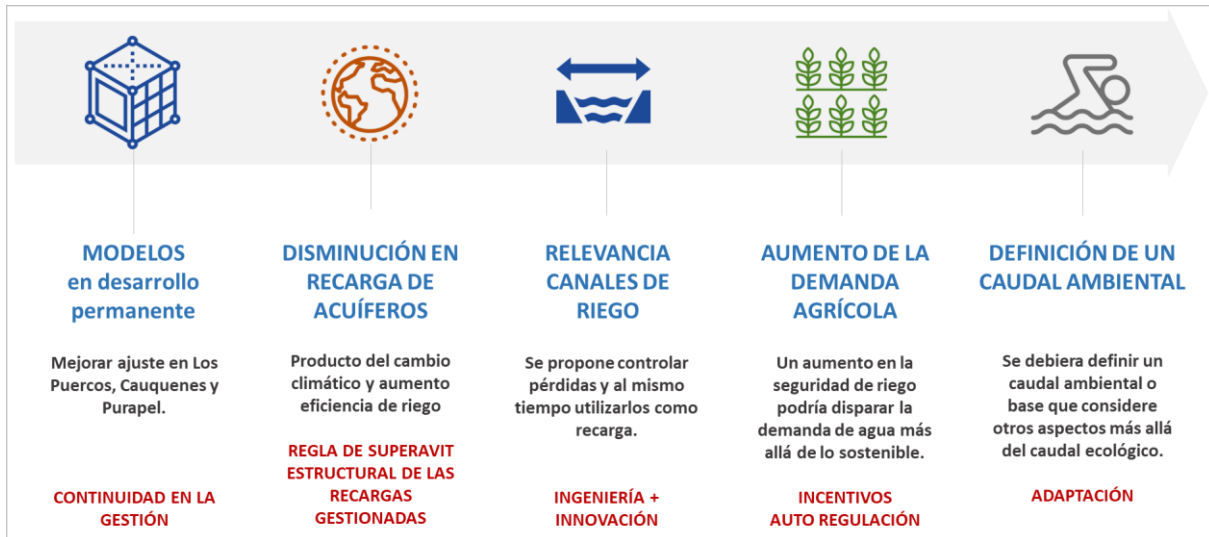 MODELOS
en desarrollo
permanente
Mejorar ajuste en Los
Puercos, Cauquenes y
Purapel.
CONTINUIDAD EN LA
GESTIÓN
DISMINUCIÓN EN
RECARGA DE
ACUÍFEROS
Producto del cambio
climático y aumento
eficiencia de riego
REGLA DE SUPERAVIT
ESTRUCTURAL DE LAS
RECARGAS
GESTIONADAS
RELEVANCIA
CANALES DE
RIEGO
Se propone controlar
pérdidas y al mismo
tiempo utilizarlos como
recarga.
INGENIERÍA +
INNOVACIÓN
AUMENTO DE LA
DEMANDA
AGRÍCOLA
Un aumento en la
seguridad de riego
podría disparar la
demanda de agua más
allá de lo sostenible.
INCENTIVOS
AUTO REGULACIÓN
DEFINICIÓN DE UN
CAUDAL AMBIENTAL
Se debiera definir un
caudal ambiental o
base que considere
otros aspectos más allá
del caudal ecológico.
ADAPTACIÓN